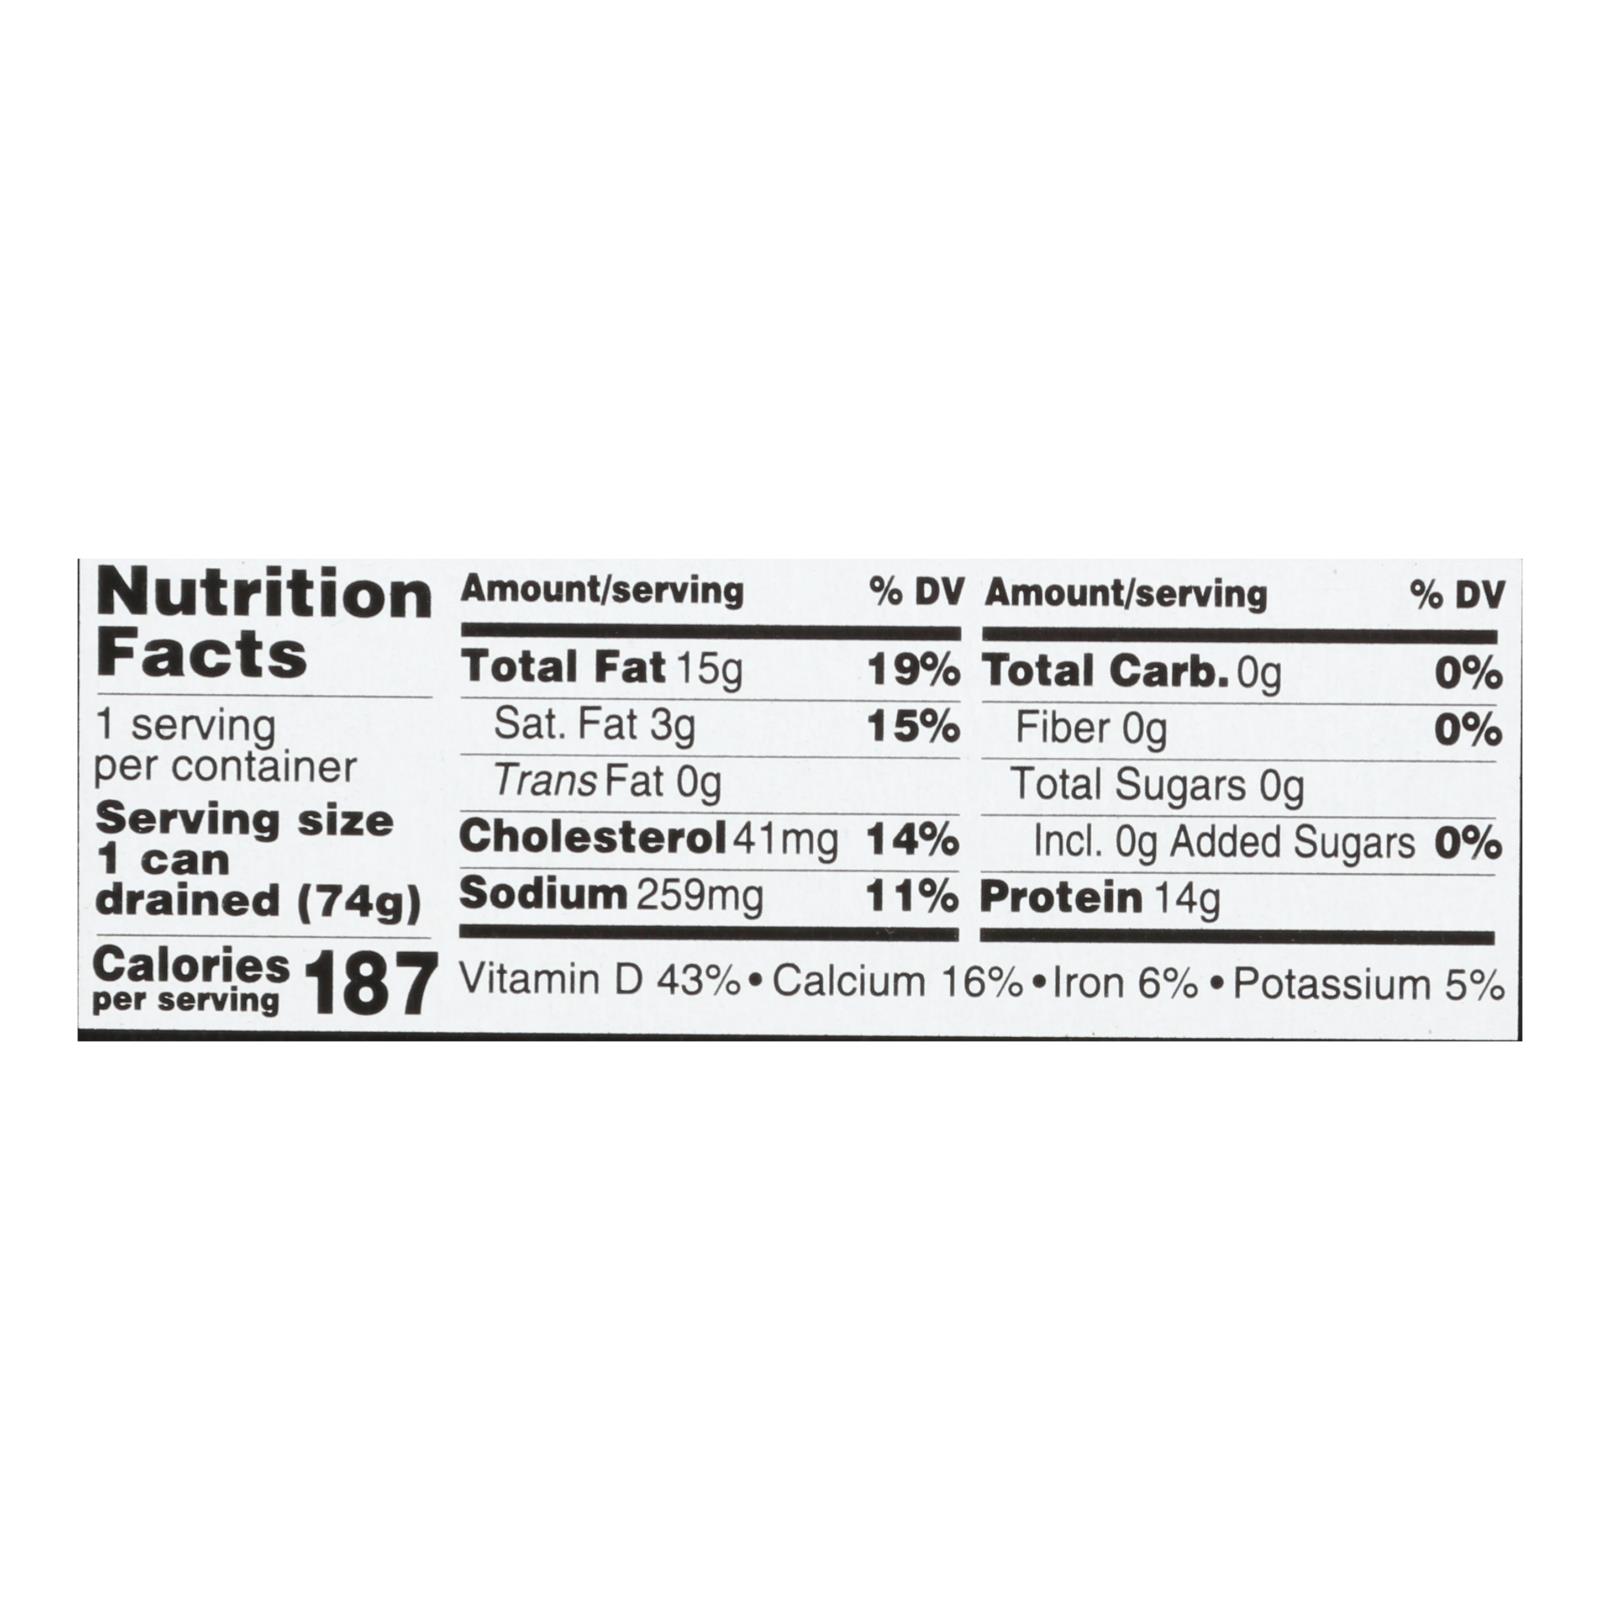 Nutrition
Facts
1 serving
per container
Serving size
1 can
drained (74g)
Calories
per serving 187
Amount/serving % DV
Total Fat 15g 19%
Sat. Fat 3g 15%
Trans Fat 0g
Cholesterol 41mg 14%
Sodium 259mg 11%
Amount/serving % DV
Total Carb. 0g 0%
Fiber 0g 0%
Total Sugars 0g
Incl. 0g Added Sugars 0%
Protein 14g
Vitamin D 43% • Calcium 16% • Iron 6% • Potassium 5%